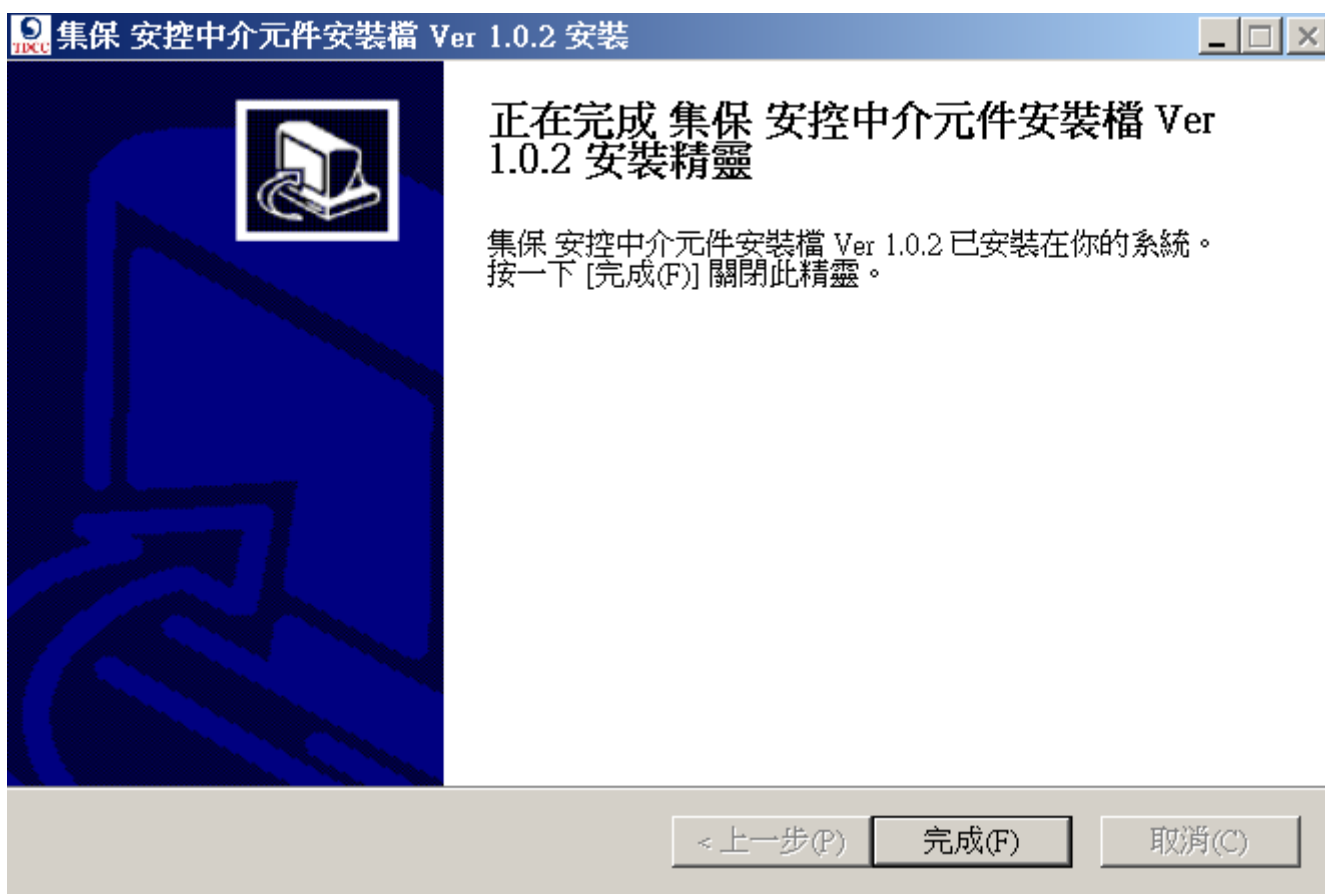 TDCC
集保 安控中介元件安裝檔 Ver 1.0.2 安裝
正在完成 集保 安控中介元件安裝檔 Ver
1.0.2 安裝精靈
集保 安控中介元件安裝檔 Ver 1.0.2 已安裝在你的系統。
按一下 [完成(F)] 關閉此精靈。
< 上一步(P)
完成(F)
取消(C)